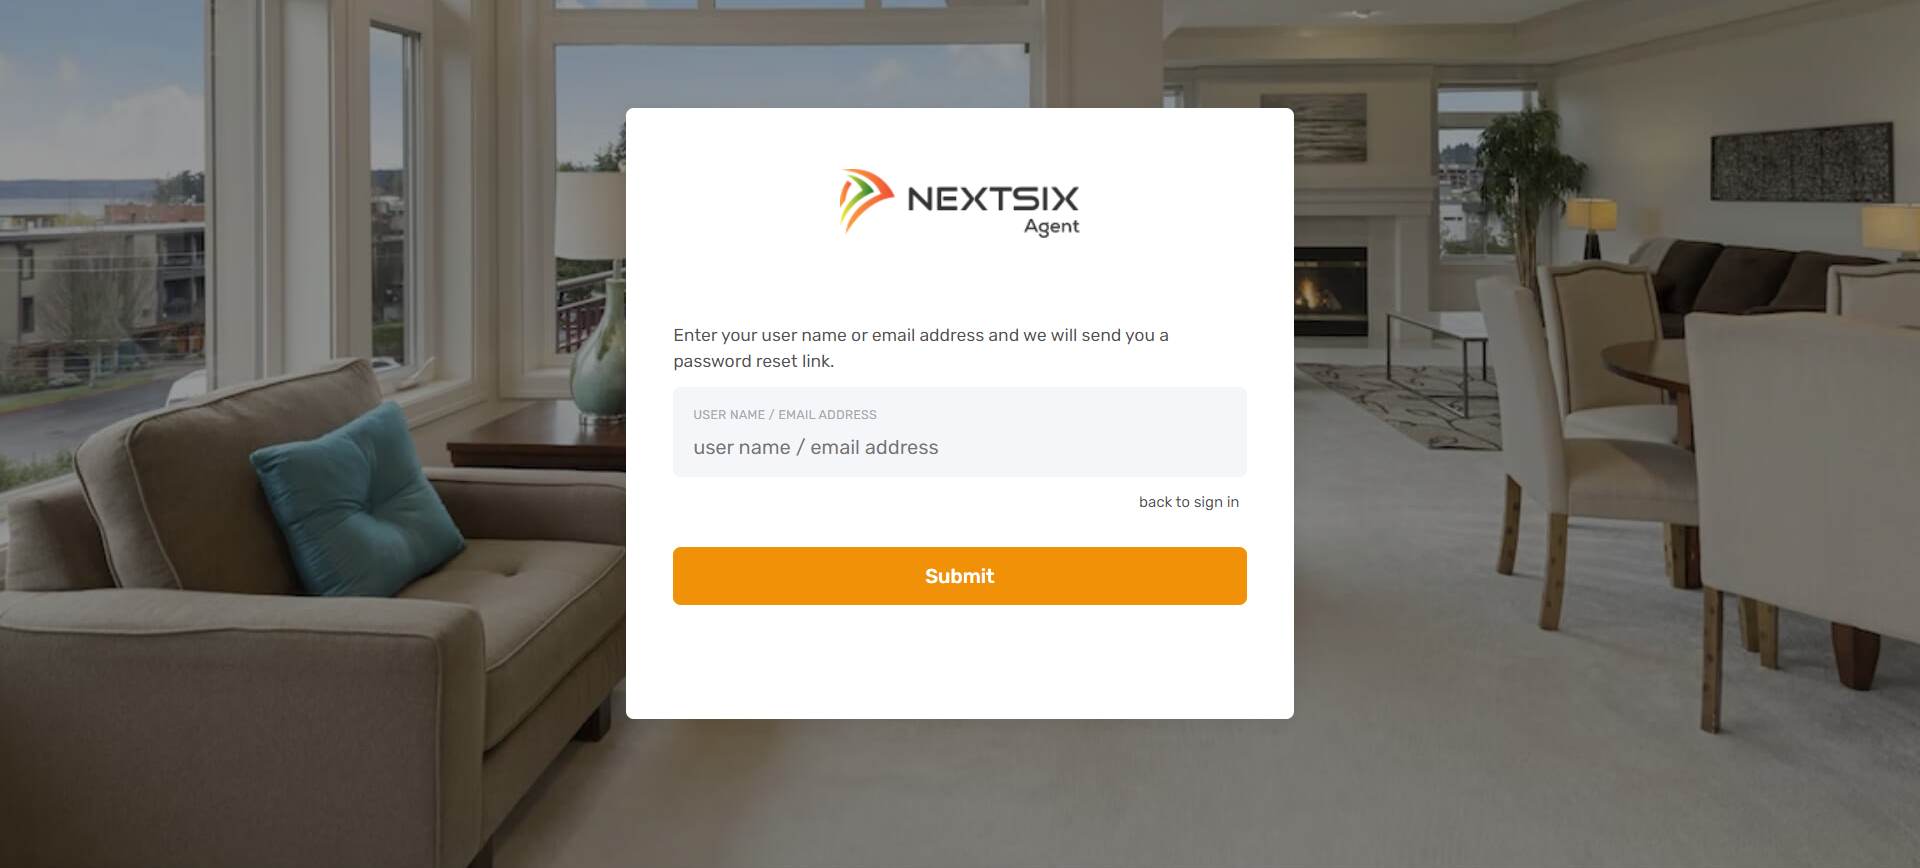 NEXTSIX
Agent
Enter your user name or email address and we will send you a
password reset link.
USER NAME / EMAIL ADDRESS
user name / email address
back to sign in
Submit